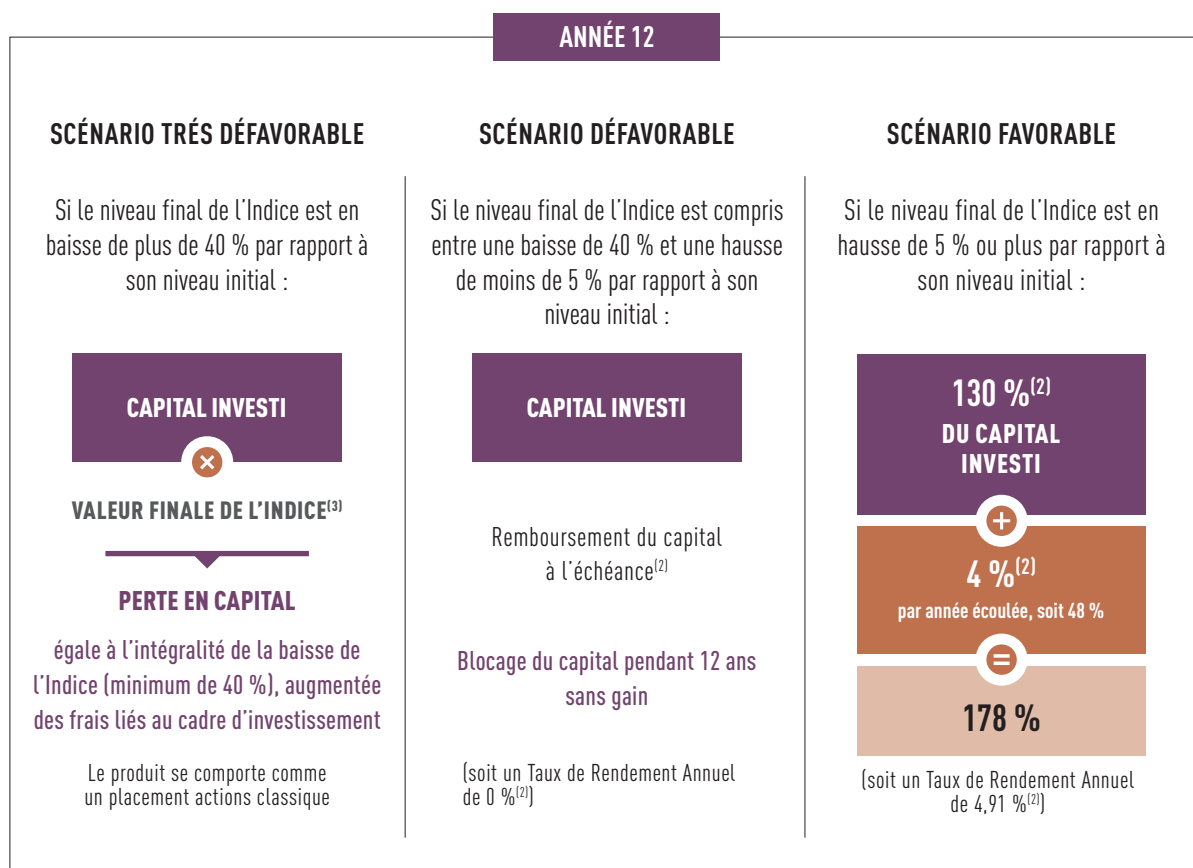 ANNÉE 12
SCÉNARIO TRÉS DÉFAVORABLE
Si le niveau final de l’Indice est en
baisse de plus de 40 % par rapport à
son niveau initial :
CAPITAL INVESTI
×
VALEUR FINALE DE L’INDICE(3)
PERTE EN CAPITAL
égale à l’intégralité de la baisse de
l’Indice (minimum de 40 %), augmentée
des frais liés au cadre d’investissement
Le produit se comporte comme
un placement actions classique
SCÉNARIO DÉFAVORABLE
Si le niveau final de l’Indice est compris
entre une baisse de 40 % et une hausse
de moins de 5 % par rapport à son
niveau initial :
CAPITAL INVESTI
Remboursement du capital
à l’échéance(2)
Blocage du capital pendant 12 ans
sans gain
(soit un Taux de Rendement Annuel
de 0 %(2))
SCÉNARIO FAVORABLE
Si le niveau final de l’Indice est en
hausse de 5 % ou plus par rapport à
son niveau initial :
130 %(2)
DU CAPITAL
INVESTI
+
4 %(2)
par année écoulée, soit 48 %
=
178 %
(soit un Taux de Rendement Annuel
de 4,91 %(2))